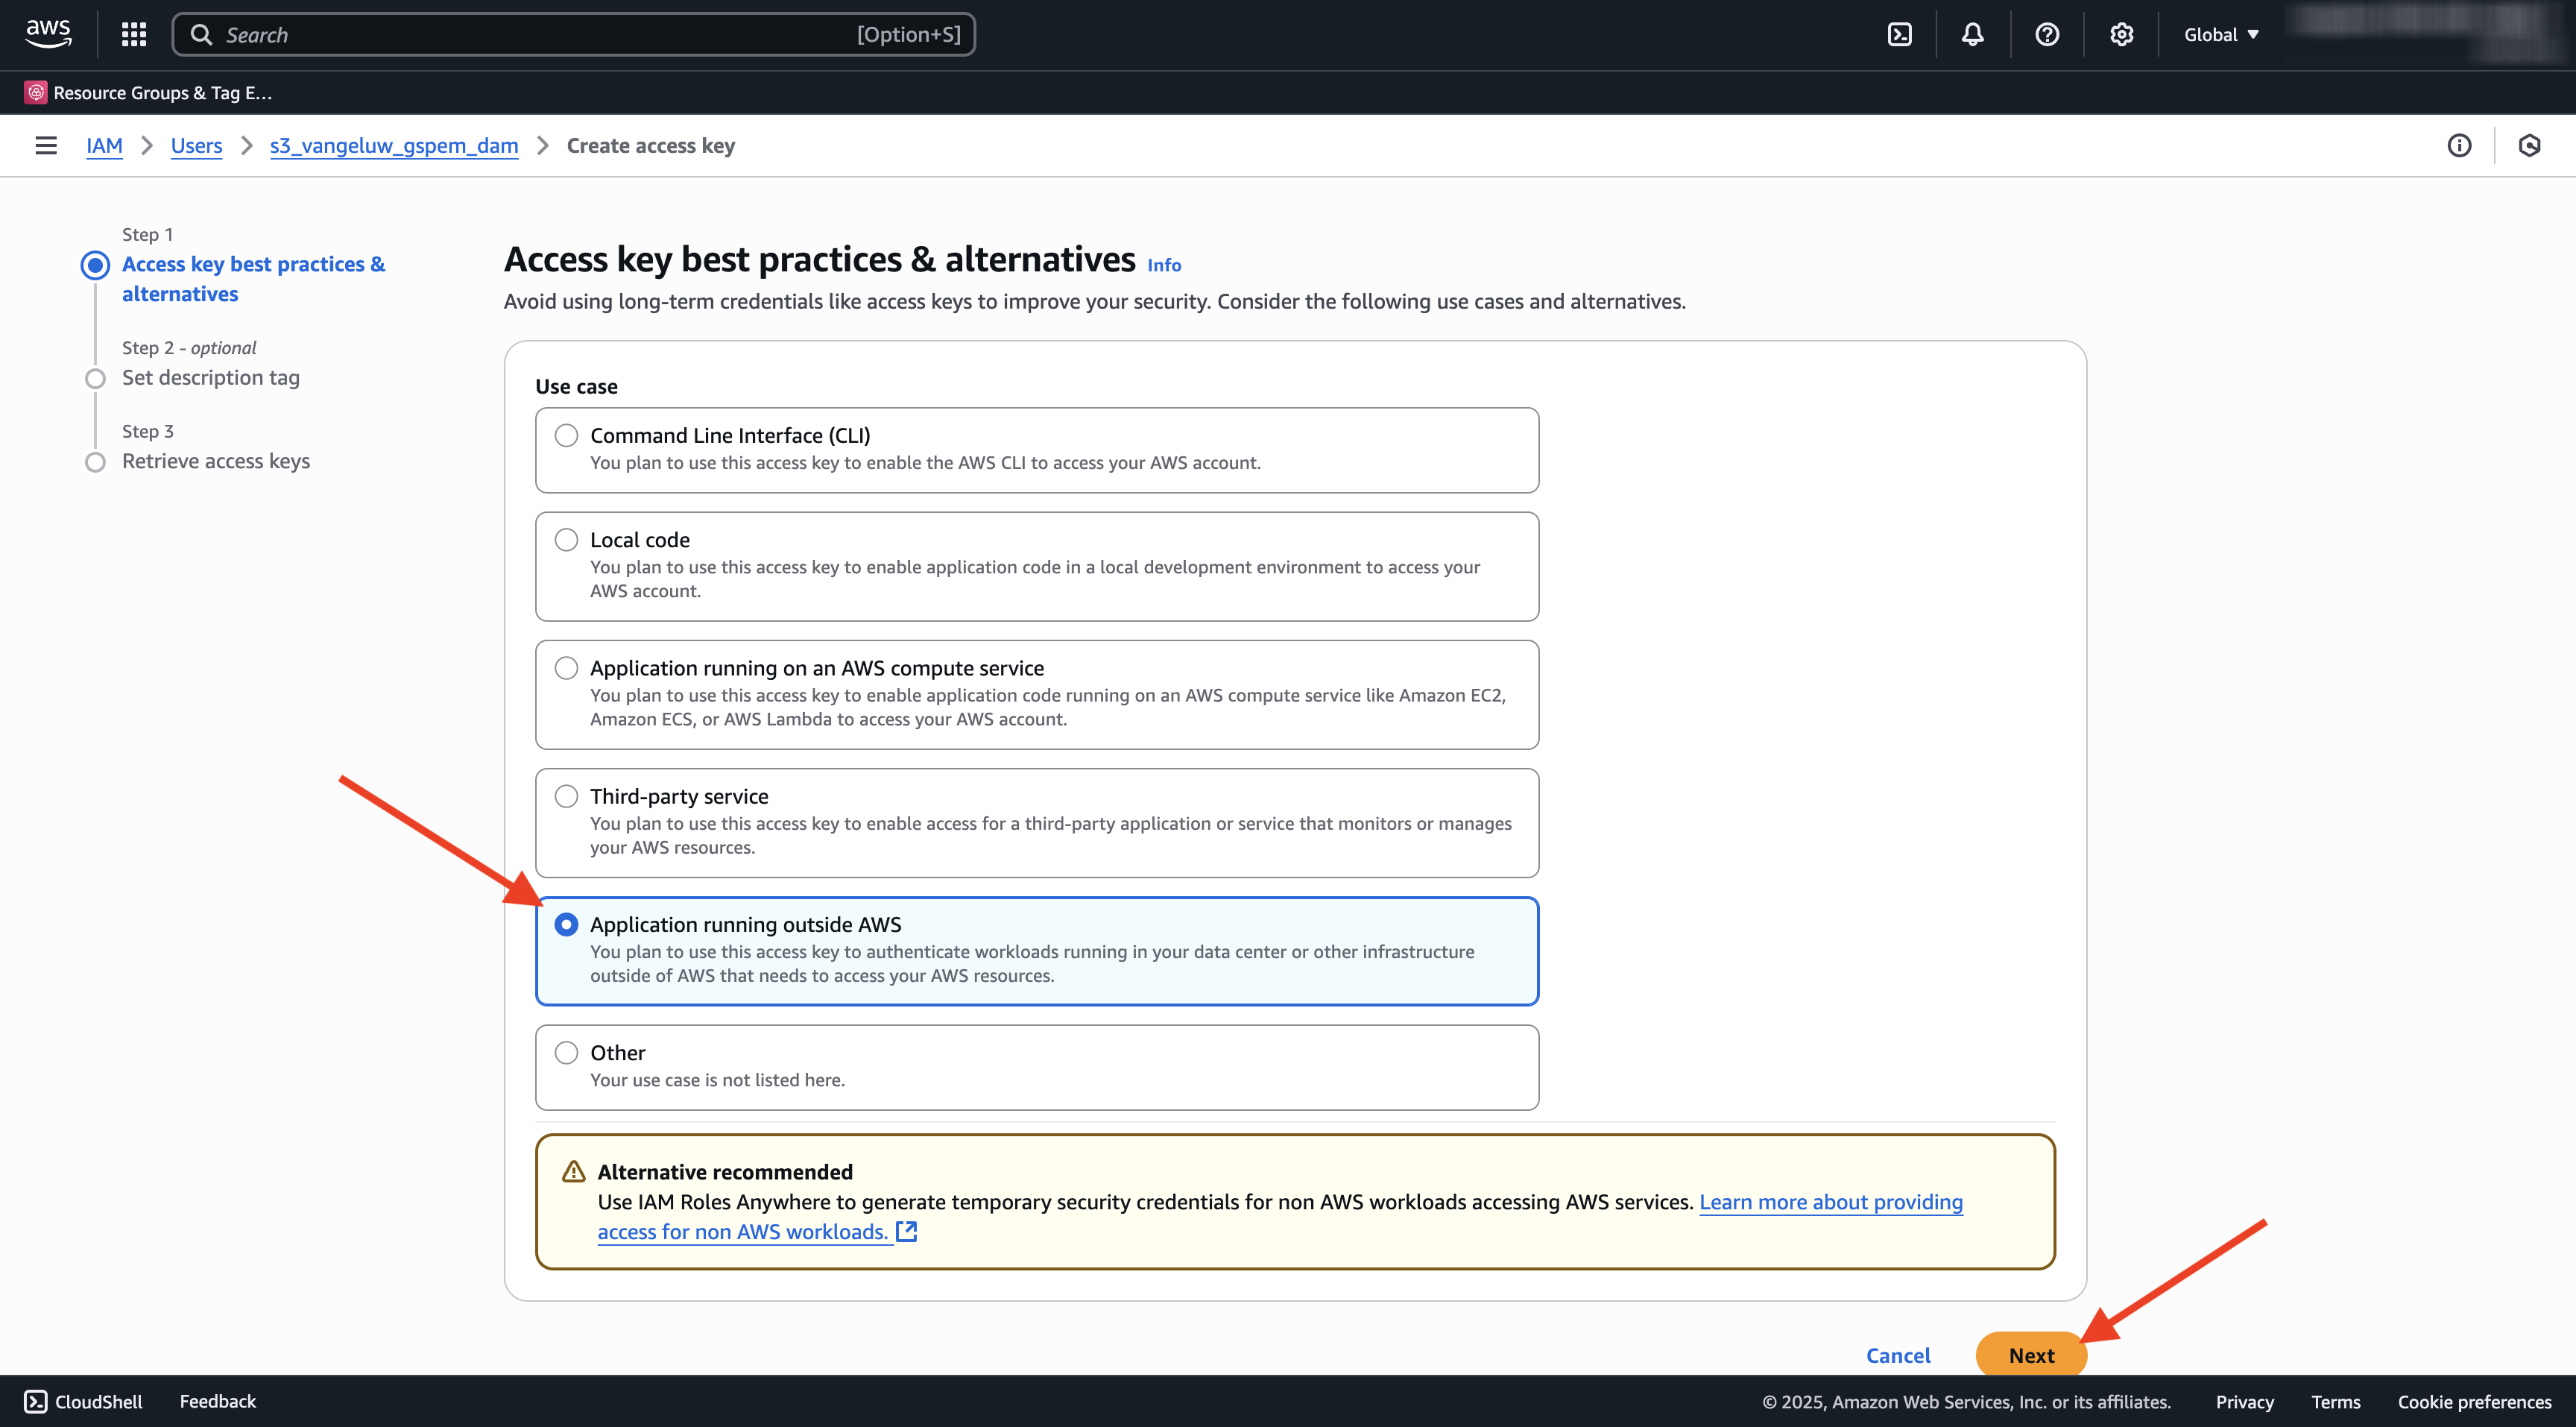 aws
Search
[Option+S]
Global
Resource Groups & Tag E...
IAM
Users
s3_vangeluw_gspem_dam
Create access key
Step 1
Access key best practices &
alternatives
Step 2 - optional
Set description tag
Step 3
Retrieve access keys
Access key best practices & alternatives Info
Avoid using long-term credentials like access keys to improve your security. Consider the following use cases and alternatives.
Use case
Command Line Interface (CLI)
You plan to use this access key to enable the AWS CLI to access your AWS account.
Local code
You plan to use this access key to enable application code in a local development environment to access your
AWS account.
Application running on an AWS compute service
You plan to use this access key to enable application code running on an AWS compute service like Amazon EC2,
Amazon ECS, or AWS Lambda to access your AWS account.
Third-party service
You plan to use this access key to enable access for a third-party application or service that monitors or manages
your AWS resources.
Application running outside AWS
You plan to use this access key to authenticate workloads running in your data center or other infrastructure
outside of AWS that needs to access your AWS resources.
Other
Your use case is not listed here.
Alternative recommended
Use IAM Roles Anywhere to generate temporary security credentials for non AWS workloads accessing AWS services. Learn more about providing
access for non AWS workloads.
Cancel
Next
CloudShell
Feedback
© 2025, Amazon Web Services, Inc. or its affiliates.
Privacy
Terms
Cookie preferences